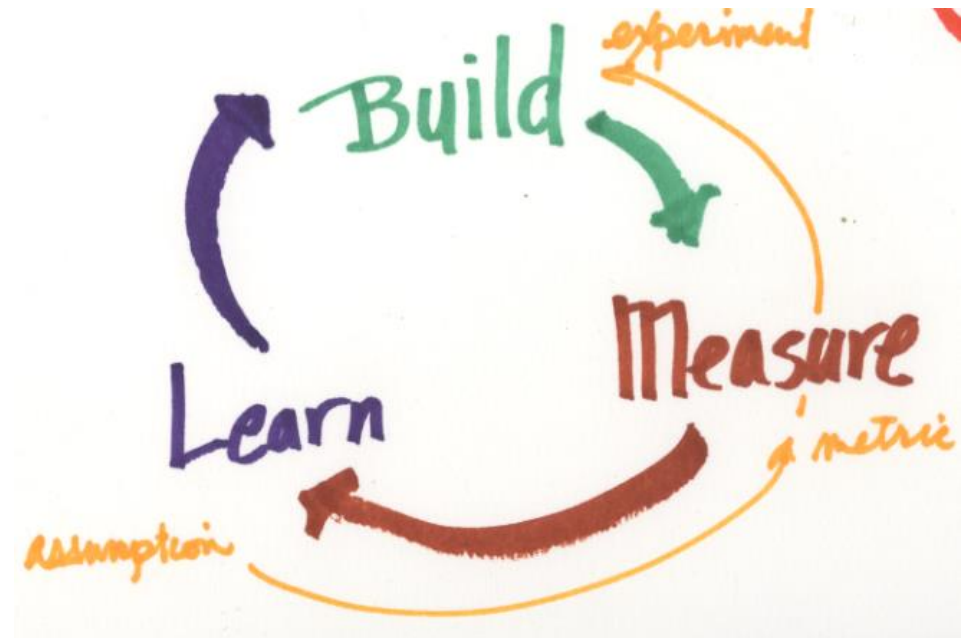 experiment
Build
Measure
a metric
Learn
assumption